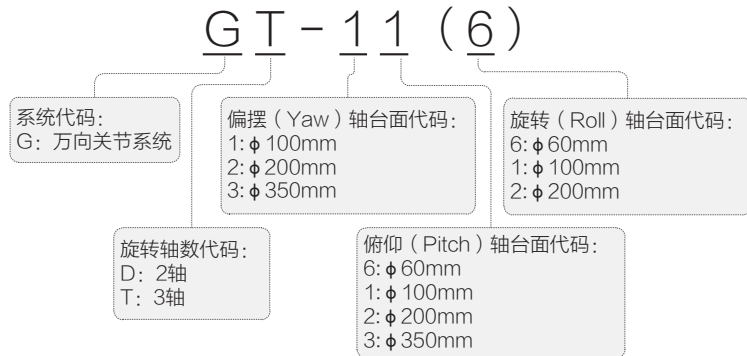 GT-11(6)
系统代码:
G: 万向关节系统
偏摆(Yaw)轴台面代码:
1:ϕ100mm
2:ϕ200mm
3:ϕ350mm
旋转(Roll)轴台面代码:
6:ϕ60mm
1:ϕ100mm
2:ϕ200mm
旋转轴数代码:
D: 2轴
T: 3轴
俯仰(Pitch)轴台面代码:
6:ϕ60mm
1:ϕ100mm
2:ϕ200mm
3:ϕ350mm